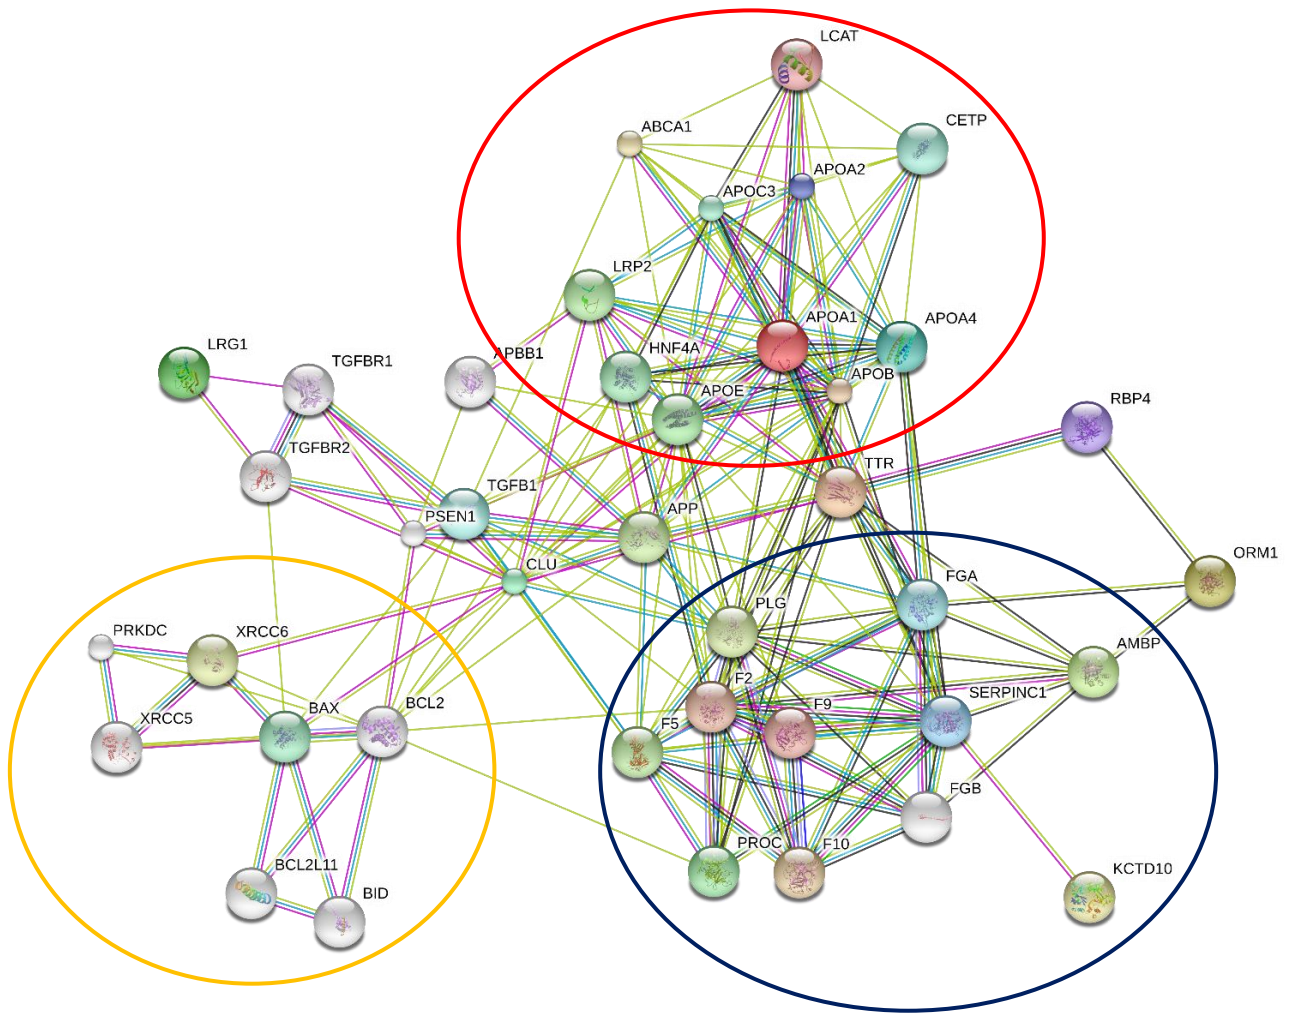 LCAT
CETP
ABCA1
APOA2
APOC3
LRP2
APOA1
APOA4
LRG1
TGFBR1
APBB1
HNF4A
APOB
APOE
RBP4
TGFBR2
TTR
TGFB1
PSEN1
APP
ORM1
CLU
FGA
PLG
PRKDC
XRCC6
AMBP
F2
SERPINC1
XRCC5
BAX
BCL2
F5
F9
FGB
PROC
F10
BCL2L11
BID
KCTD10